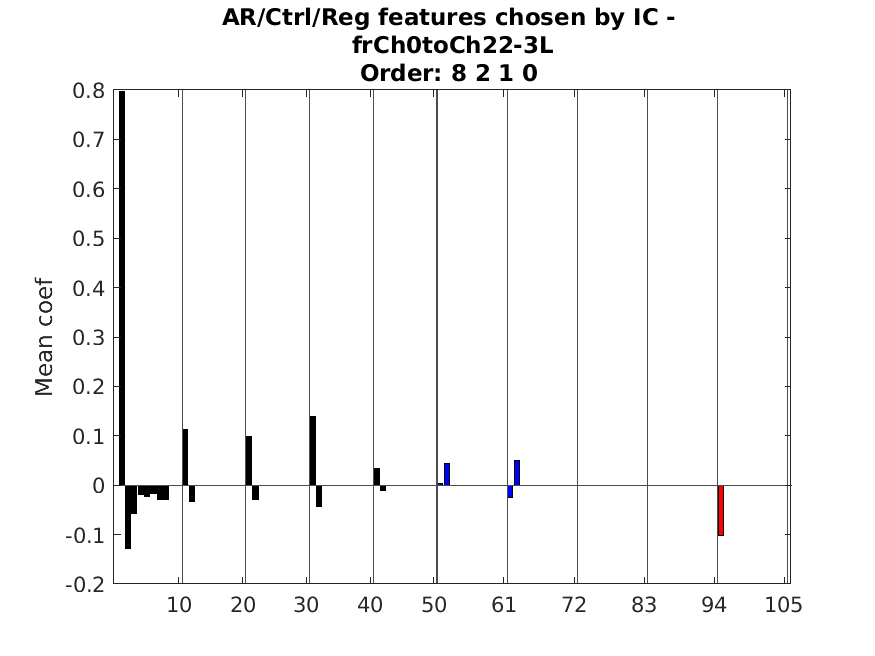 AR/Ctrl/Reg features chosen by IC -
frCh0toCh22-3L
Order: 8 2 1 0
0.8
0.7
0.6
0.5
0.4
0.3
0.2
0.1
0
-0.1
-0.2
Mean coef
10 20 30 40 50 61 72 83 94 105